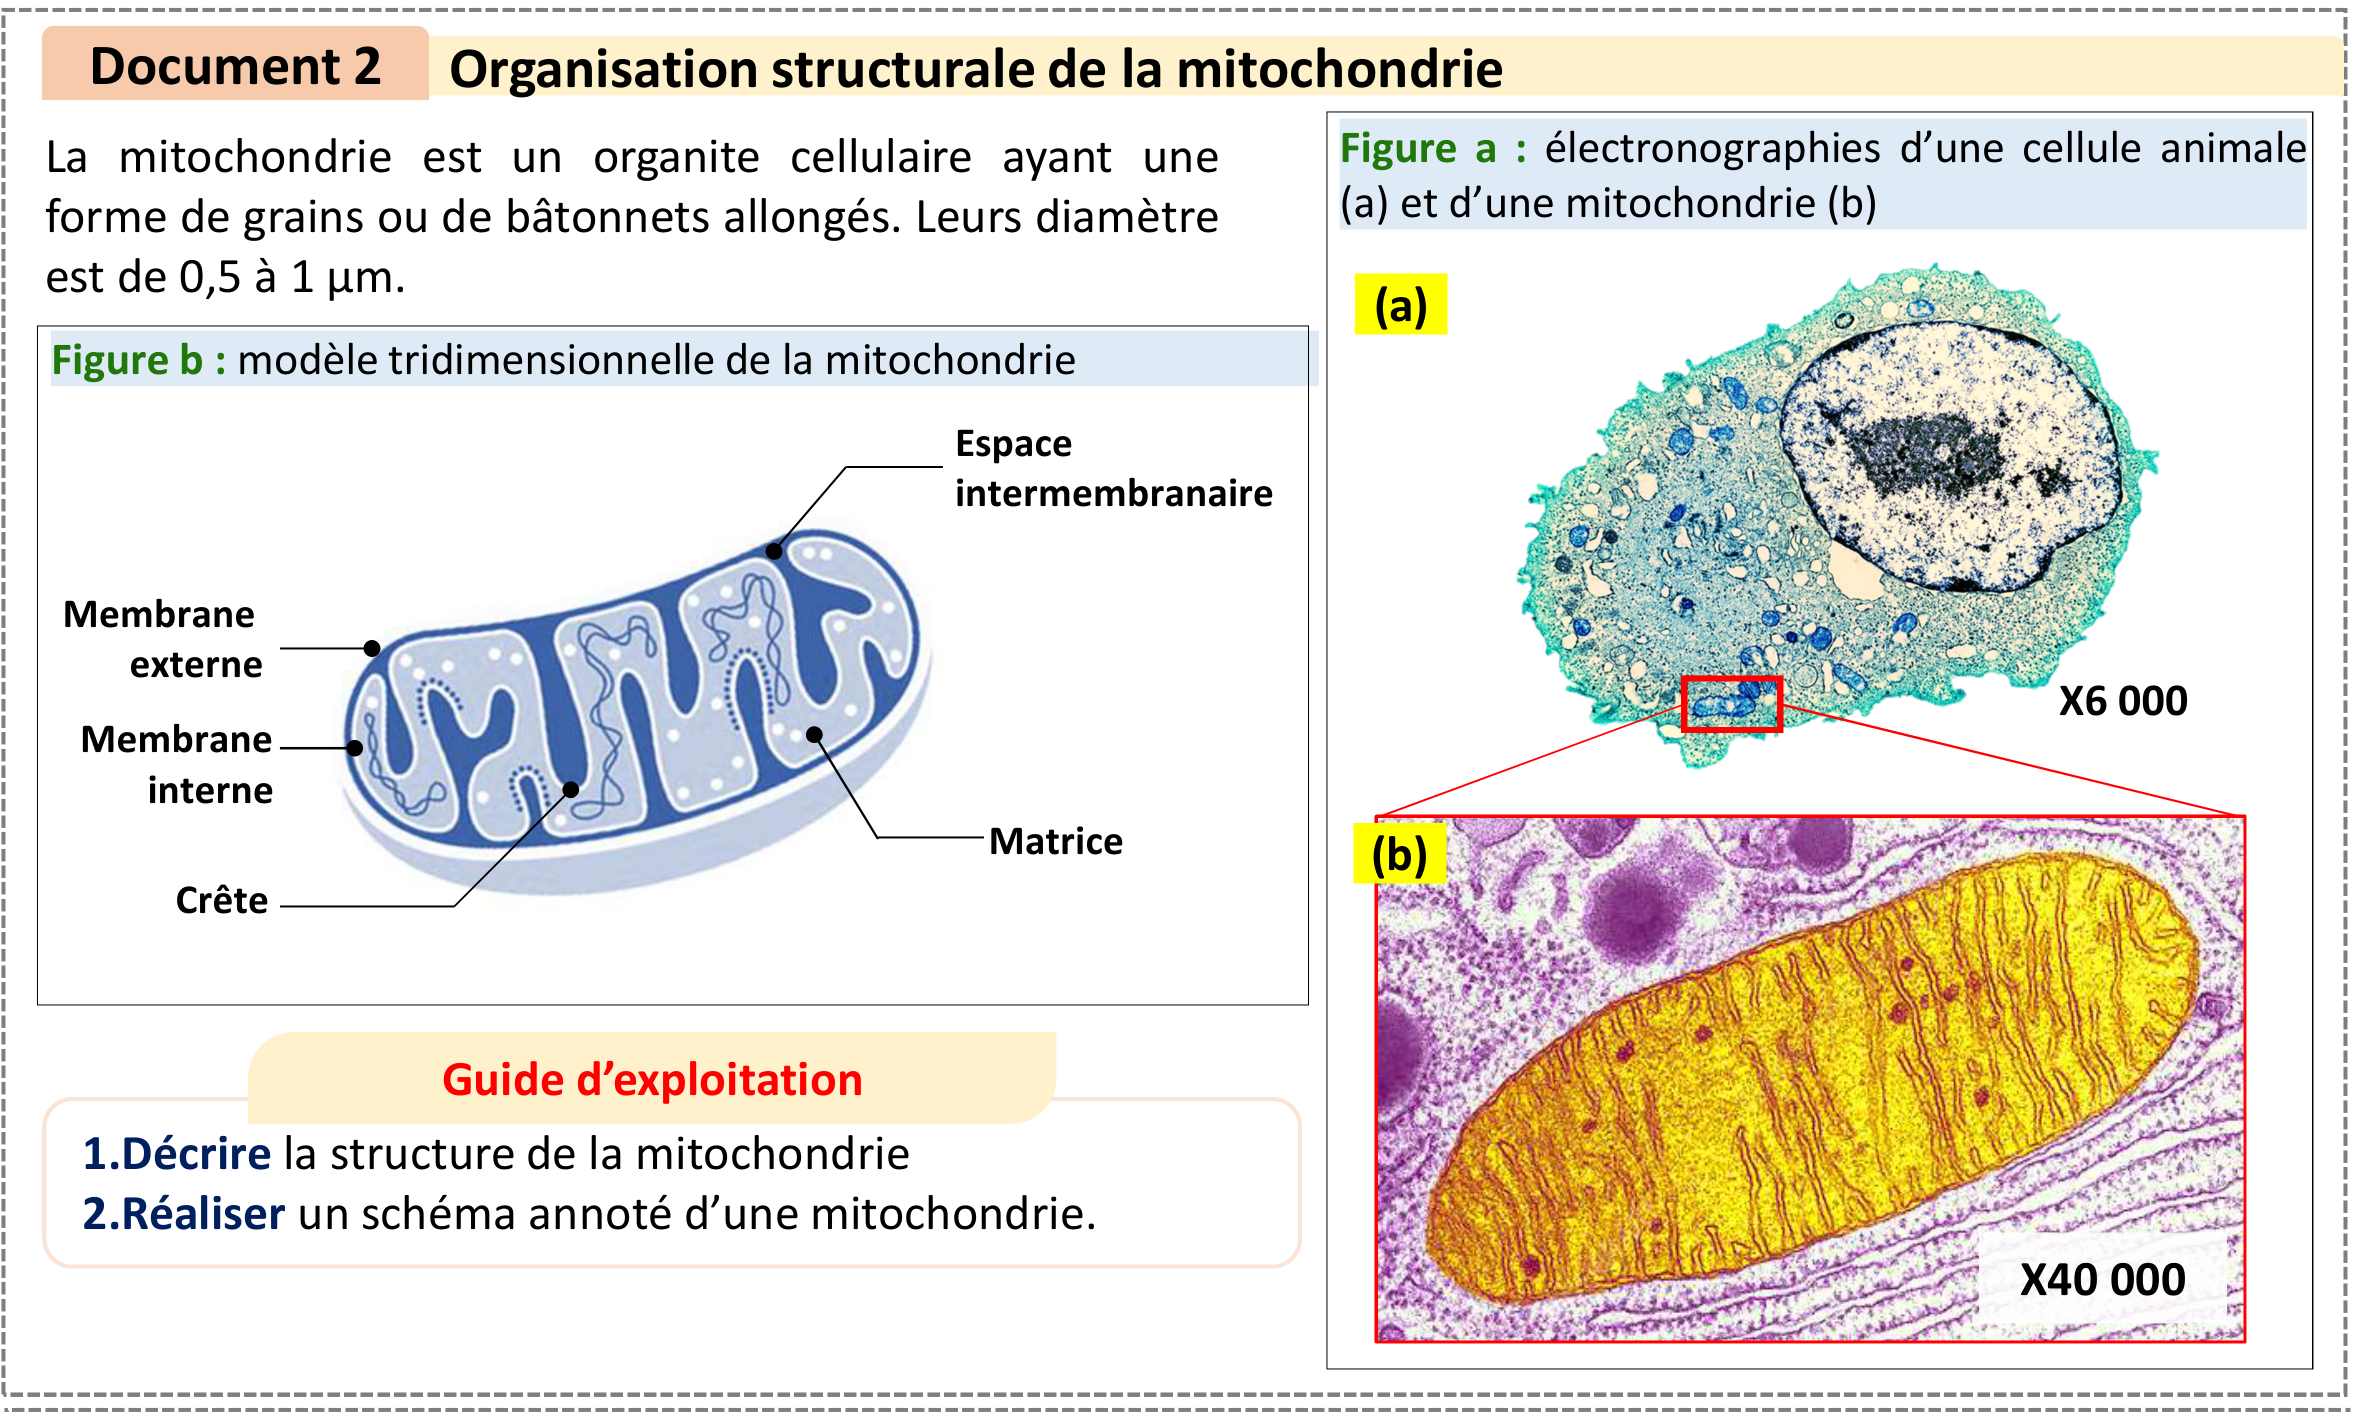 Document 2
Organisation structurale de la mitochondrie
La mitochondrie est un organite cellulaire ayant une
forme de grains ou de bâtonnets allongés. Leurs diamètre
est de 0,5 à 1 µm.
Figure b : modèle tridimensionnelle de la mitochondrie
Espace
intermembranaire
Membrane
externe
Membrane
interne
Crête
Matrice
Guide d’exploitation
1.Décrire la structure de la mitochondrie
2.Réaliser un schéma annoté d’une mitochondrie.
Figure a : électronographies d’une cellule animale
(a) et d’une mitochondrie (b)
(a)
X6 000
(b)
X40 000